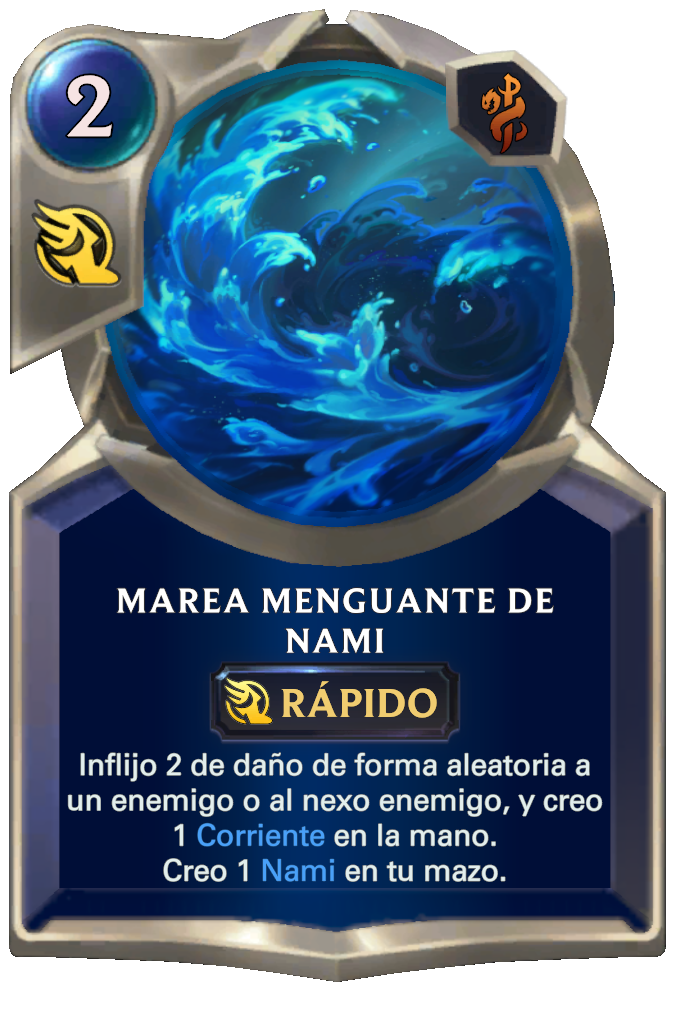 2
MAREA MENGUANTE DE
NAMI
RÁPIDO
Inflijo 2 de daño de forma aleatoria a
un enemigo o al nexo enemigo, y creo
1 Corriente en la mano.
Creo 1 Nami en tu mazo.